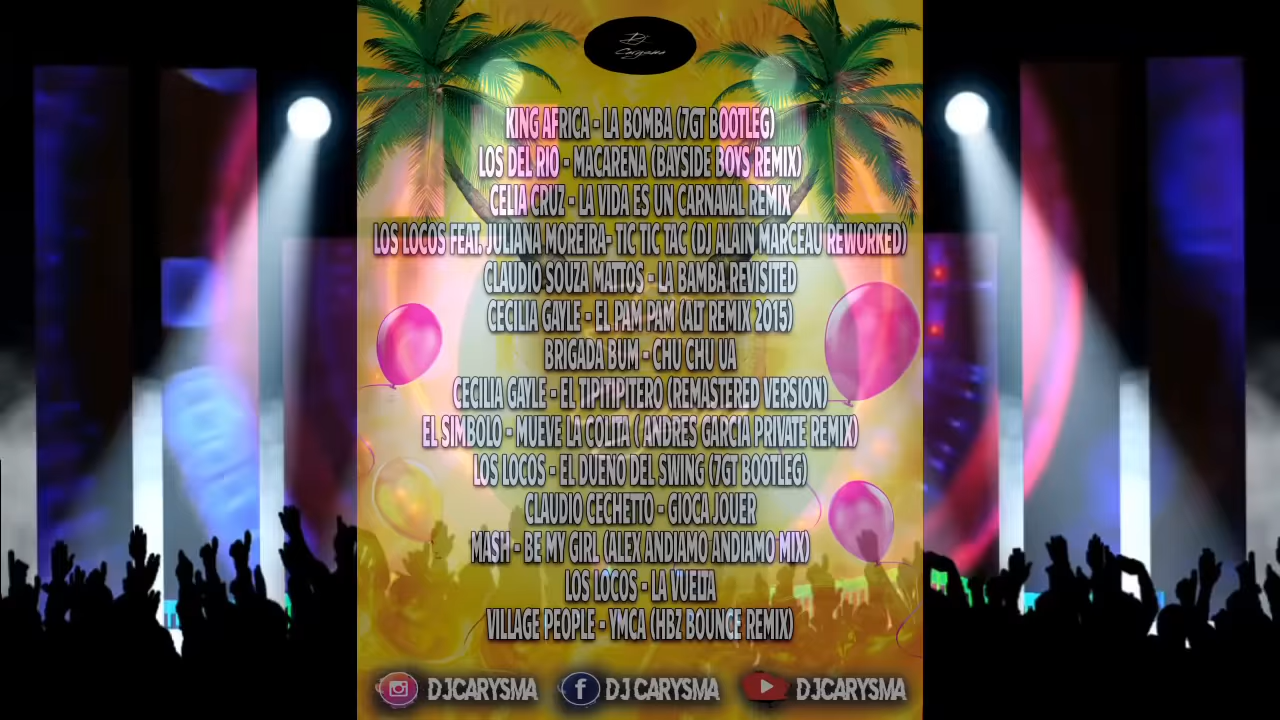 Dj
Carysma
KING AFRICA - LA BOMBA (7GT BOOTLEG)
LOS DEL RIO - MACARENA (BAYSIDE BOYS REMIX)
CELIA CRUZ - LA VIDA ES UN CARNAVAL REMIX
LOS LOCOS FEAT. JULIANA MOREIRA- TIC TIC TAC (DJ ALAIN MARCEAU REWORKED)
CLAUDIO SOUZA MATTOS - LA BAMBA REVISITED
CECILIA GAYLE - EL PAM PAM (ALT REMIX 2015)
BRIGADA BUM - CHU CHU UA
CECILIA GAYLE - EL TIPITIPITERO (REMASTERED VERSION)
EL SIMBOLO - MUEVE LA COLITA ( ANDRES GARCIA PRIVATE REMIX)
LOS LOCOS - EL DUENO DEL SWING (7GT BOOTLEG)
CLAUDIO CECHETTO - GIOCA JOUER
MASH - BE MY GIRL (ALEX ANDIAMO ANDIAMO MIX)
LOS LOCOS - LA VUELTA
VILLAGE PEOPLE - YMCA (HBZ BOUNCE REMIX)
DJCARYSMA f DJ CARYSMA DJCARYSMA